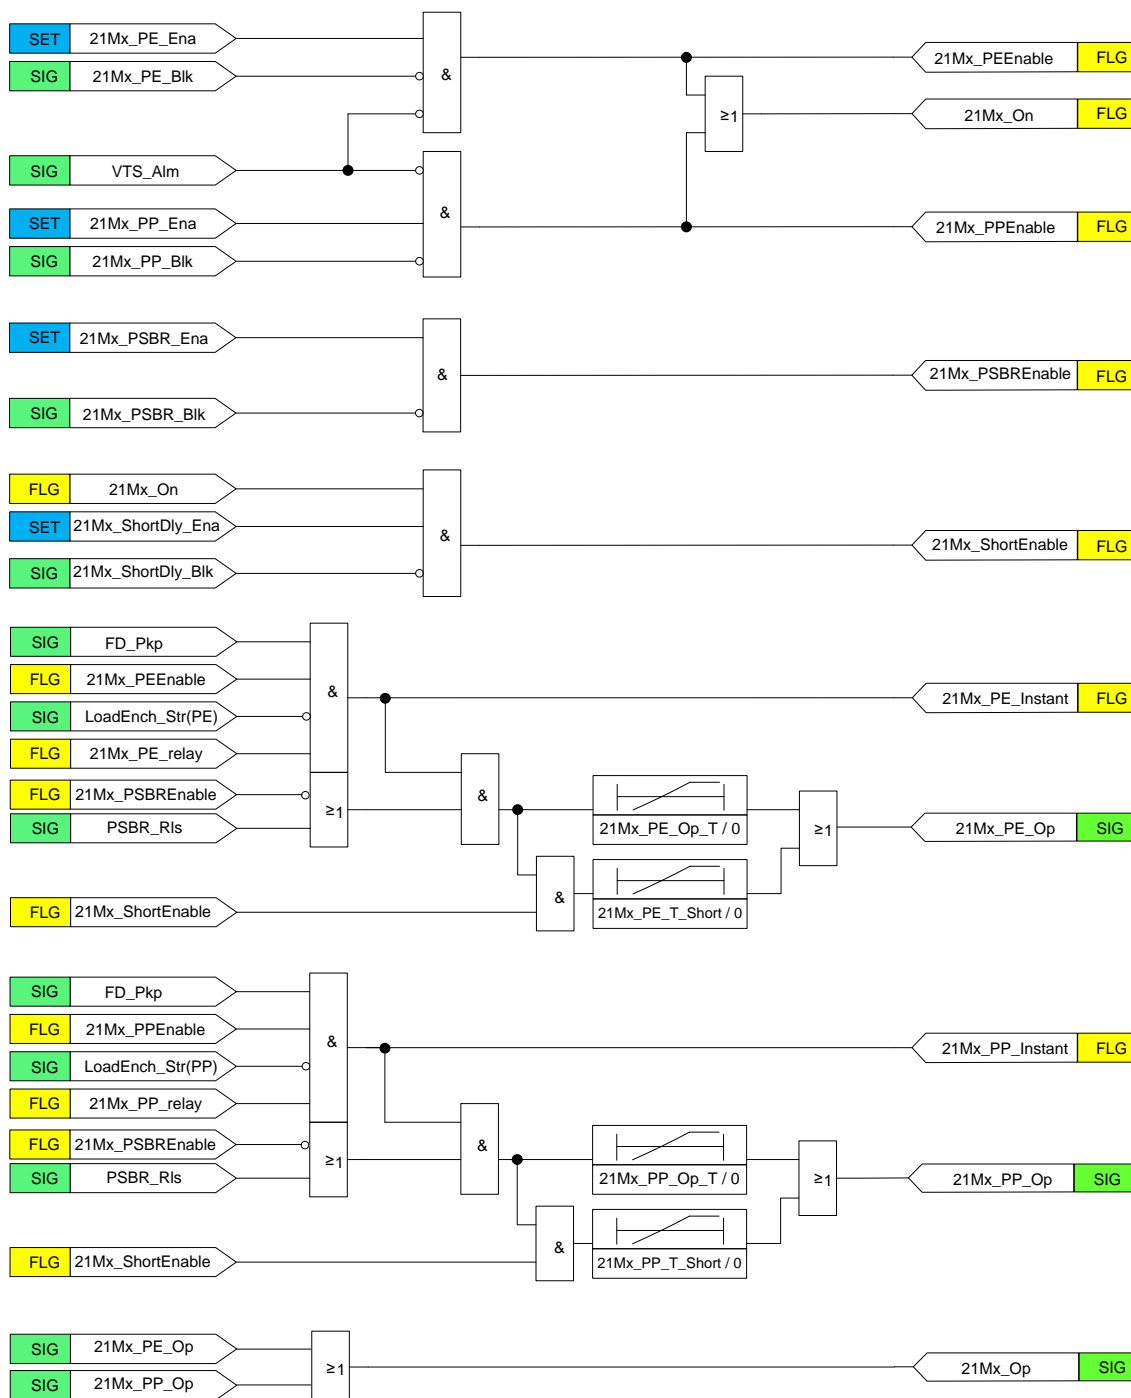 SET 21Mx_PE_Ena
SIG 21Mx_PE_Blk
&
21Mx_PEEnable FLG
≥1
21Mx_On FLG
SIG VTS_Alm
SET 21Mx_PP_Ena
SIG 21Mx_PP_Blk
&
21Mx_PPEnable FLG
SET 21Mx_PSBR_Ena
&
21Mx_PSBREnable FLG
SIG 21Mx_PSBR_Blk
FLG 21Mx_On
SET 21Mx_ShortDly_Ena
SIG 21Mx_ShortDly_Blk
&
21Mx_ShortEnable FLG
SIG FD_Pkp
FLG 21Mx_PEEnable
SIG LoadEnch_Str(PE)
FLG 21Mx_PE_relay
&
21Mx_PE_Instant FLG
FLG 21Mx_PSBREnable
SIG PSBR_Rls
≥1
&
21Mx_PE_Op_T / 0
≥1
21Mx_PE_Op SIG
FLG 21Mx_ShortEnable
&
21Mx_PE_T_Short / 0
SIG FD_Pkp
FLG 21Mx_PPEnable
SIG LoadEnch_Str(PP)
FLG 21Mx_PP_relay
&
21Mx_PP_Instant FLG
FLG 21Mx_PSBREnable
SIG PSBR_Rls
≥1
&
21Mx_PP_Op_T / 0
≥1
21Mx_PP_Op SIG
FLG 21Mx_ShortEnable
&
21Mx_PP_T_Short / 0
SIG 21Mx_PE_Op
SIG 21Mx_PP_Op
≥1
21Mx_Op SIG